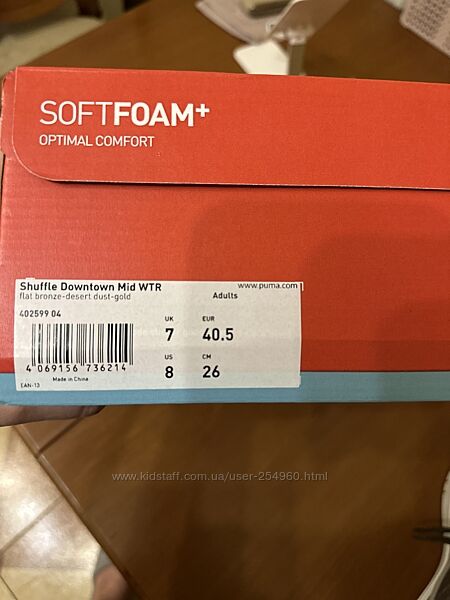 SOFTFOAM+
OPTIMAL COMFORT
Shuffle Downtown Mid WTR
www.puma.com
flat bronze-desert dust-gold
Adults
402599 04
UK EUR
7 40.5
US CM
8 26
4 069156 736214
Made in China
EAN-13
www.kidstaff.com.ua/user-254960.html